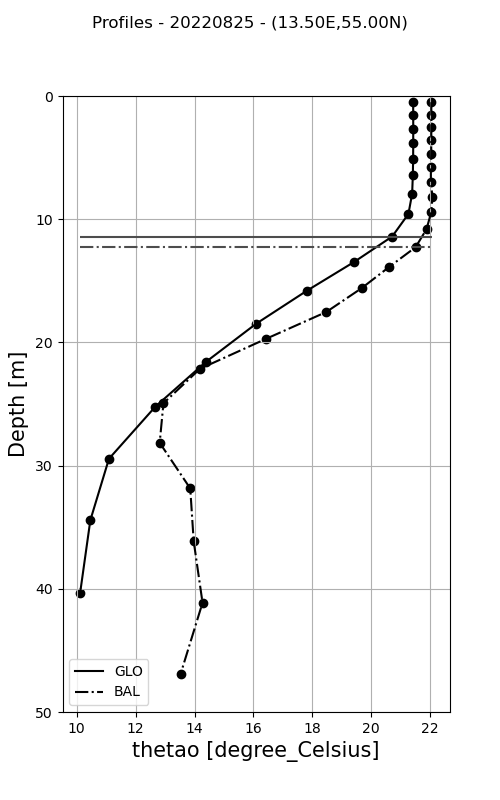 Profiles - 20220825 - (13.50E,55.00N)
0
10
20
30
40
50
Depth [m]
GLO
BAL
10 12 14 16 18 20 22
thetao [degree_Celsius]